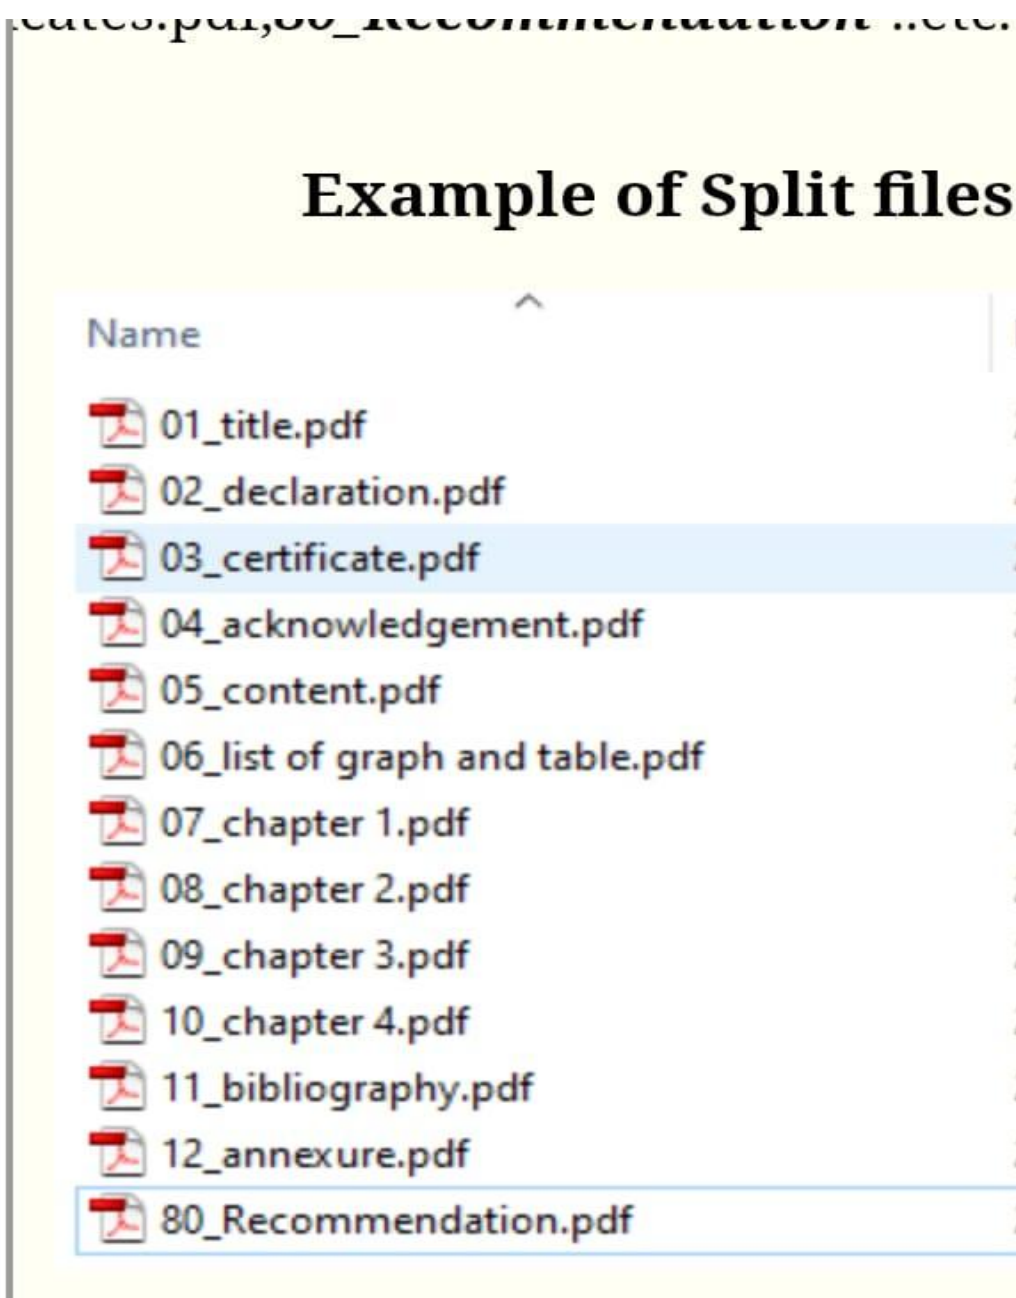 80_Recommendation ..etc.
Example of Split files
Name
01_title.pdf
02_declaration.pdf
03_certificate.pdf
04_acknowledgement.pdf
05_content.pdf
06_list of graph and table.pdf
07_chapter 1.pdf
08_chapter 2.pdf
09_chapter 3.pdf
10_chapter 4.pdf
11_bibliography.pdf
12_annexure.pdf
80_Recommendation.pdf